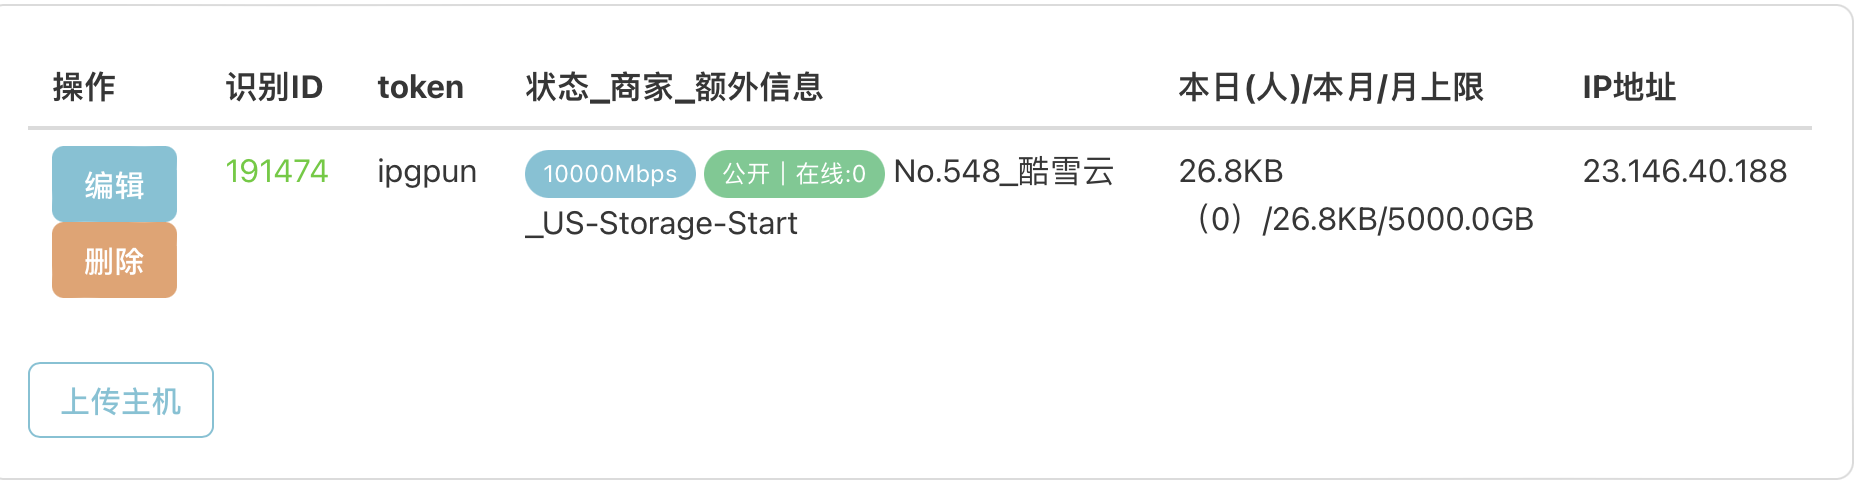 操作 识别ID token 状态_商家_额外信息 本日(人)/本月/月上限 IP地址
编辑 191474 ipgpun 10000Mbps 公开 | 在线:0 No.548_酷雪云 26.8KB 23.146.40.188
_US-Storage-Start （0）/26.8KB/5000.0GB
删除
上传主机